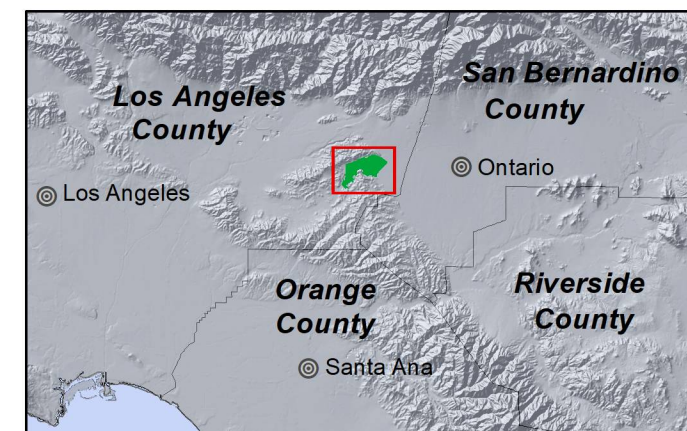 Los Angeles
County
San Bernardino
County
Ontario
Los Angeles
Orange
County
Riverside
County
Santa Ana